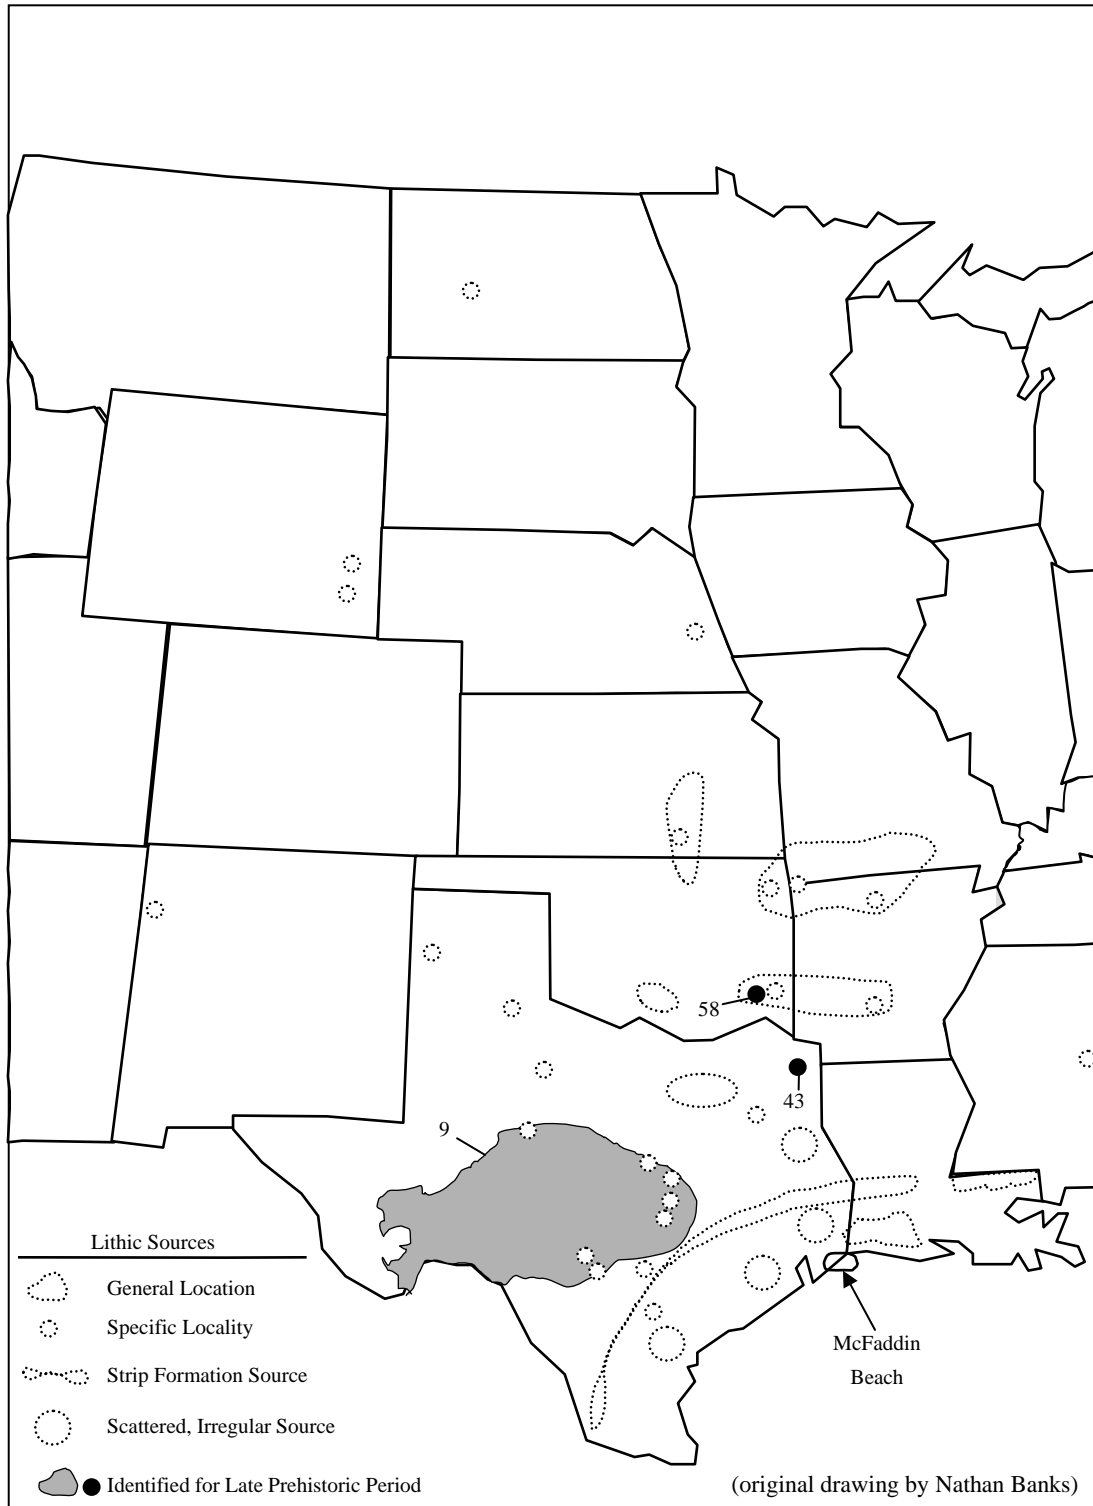 58
43
9
Lithic Sources
General Location
Specific Locality
Strip Formation Source
Scattered, Irregular Source
Identified for Late Prehistoric Period
McFaddin
Beach
(original drawing by Nathan Banks)